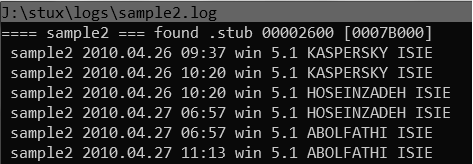 J:\stux\logs\sample2.log
==== sample2 === found .stub 00002600 [0007B000]
sample2 2010.04.26 09:37 win 5.1 KASPERSKY ISIE
sample2 2010.04.26 10:20 win 5.1 KASPERSKY ISIE
sample2 2010.04.26 10:20 win 5.1 HOSEINZADEH ISIE
sample2 2010.04.27 06:57 win 5.1 HOSEINZADEH ISIE
sample2 2010.04.27 06:57 win 5.1 ABOLFATHI ISIE
sample2 2010.04.27 11:13 win 5.1 ABOLFATHI ISIE